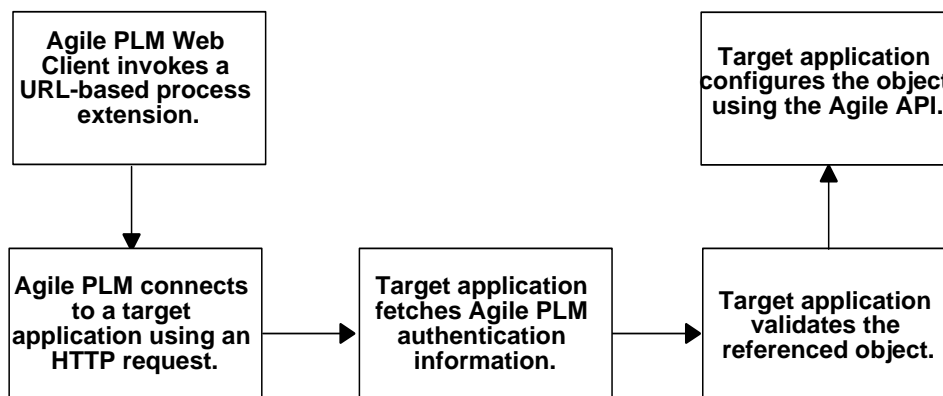 Agile PLM Web
Client invokes a
URL-based process
extension.
Agile PLM connects
to a target
application using an
HTTP request.
Target application
fetches Agile PLM
authentication
information.
Target application
validates the
referenced object.
Target application
configures the object
using the Agile API.